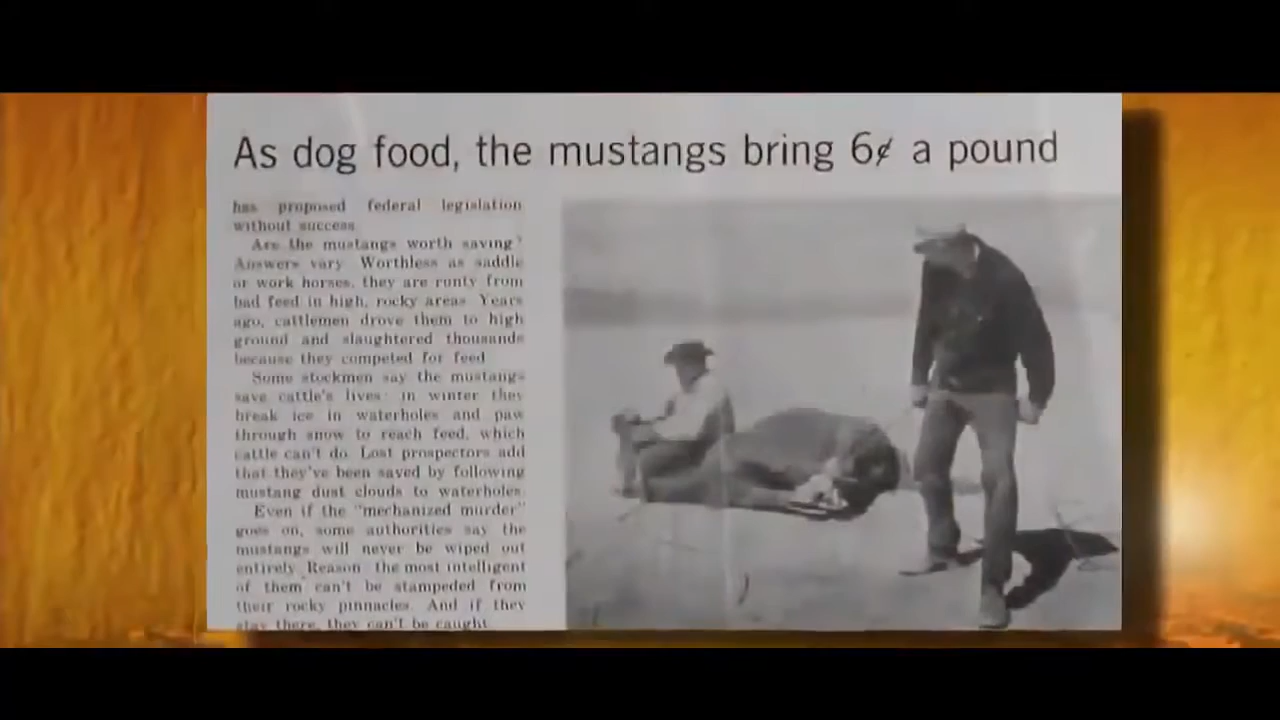 As dog food, the mustangs bring 6¢ a pound
has proposed federal legislation
without success.
Are the mustangs worth saving?
Answers vary. Worthless as saddle
or work horses, they are runty from
bad feed in high, rocky areas. Years
ago, cattlemen drove them to high
ground and slaughtered thousands
because they competed for feed.
Some stockmen say the mustangs
save cattle's lives: in winter they
break ice in waterholes and paw
through snow to reach feed, which
cattle can't do. Lost prospectors add
that they've been saved by following
mustang dust clouds to waterholes.
Even if the "mechanized murder"
goes on, some authorities say the
mustangs will never be wiped out
entirely. Reason: the most intelligent
of them can't be stampeded from
their rocky pinnacles. And if they
stay there, they can't be caught.